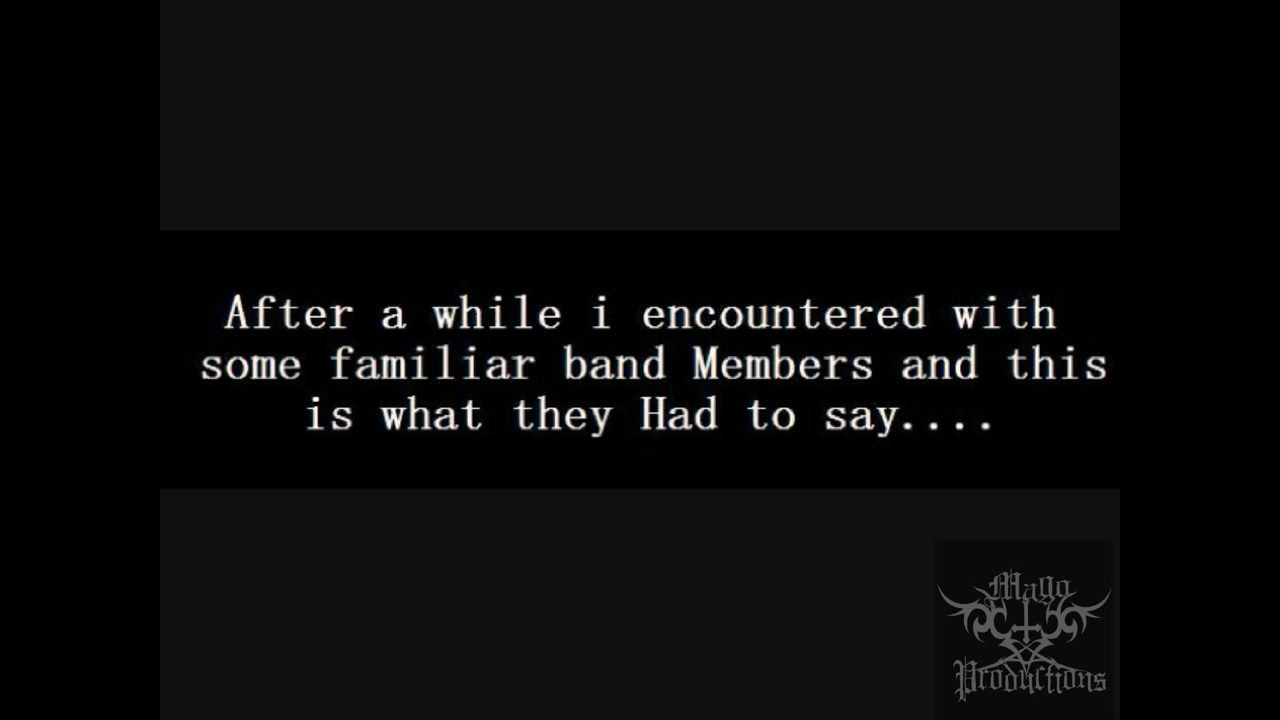 After a while i encountered with
some familiar band Members and this
is what they Had to say....
Mago
Productions